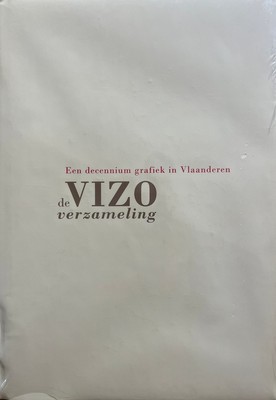 Een decennium grafiek in Vlaanderen
de VIZO
verzameling